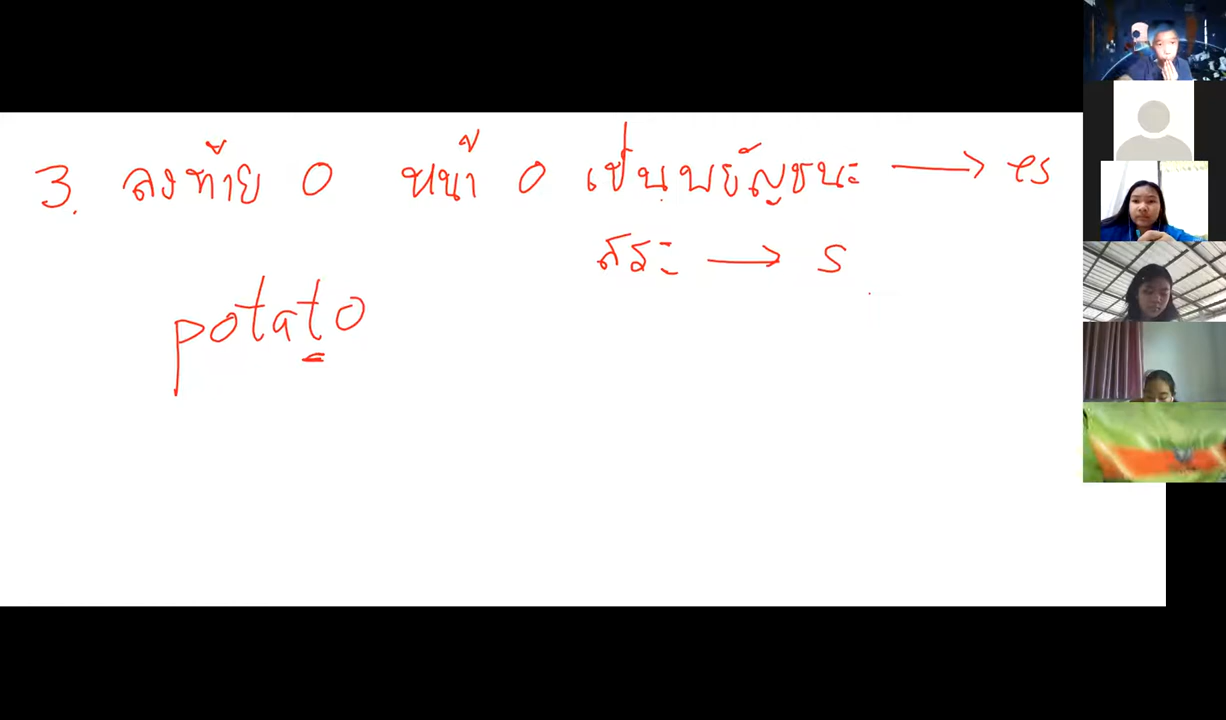 3. ลงท้าย o หน้า o เป็นพยัญชนะ → es
สระ → s
potato